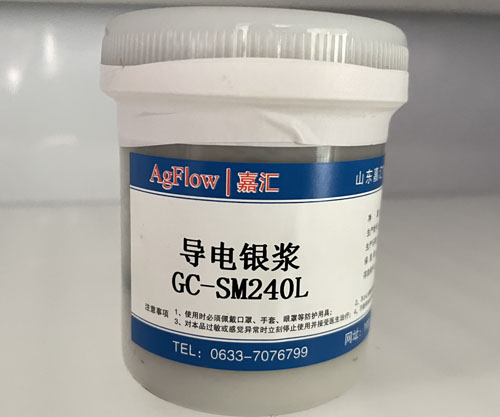 AgFlow | 嘉汇
山东嘉汇
导电银浆
GC-SM240L
注意事项
1、使用时必须佩戴口罩、手套、眼罩等防护用具;
3、对本品过敏或感觉异常时立刻停止使用并接受医生治疗;
TEL: 0633-7076799
网址: